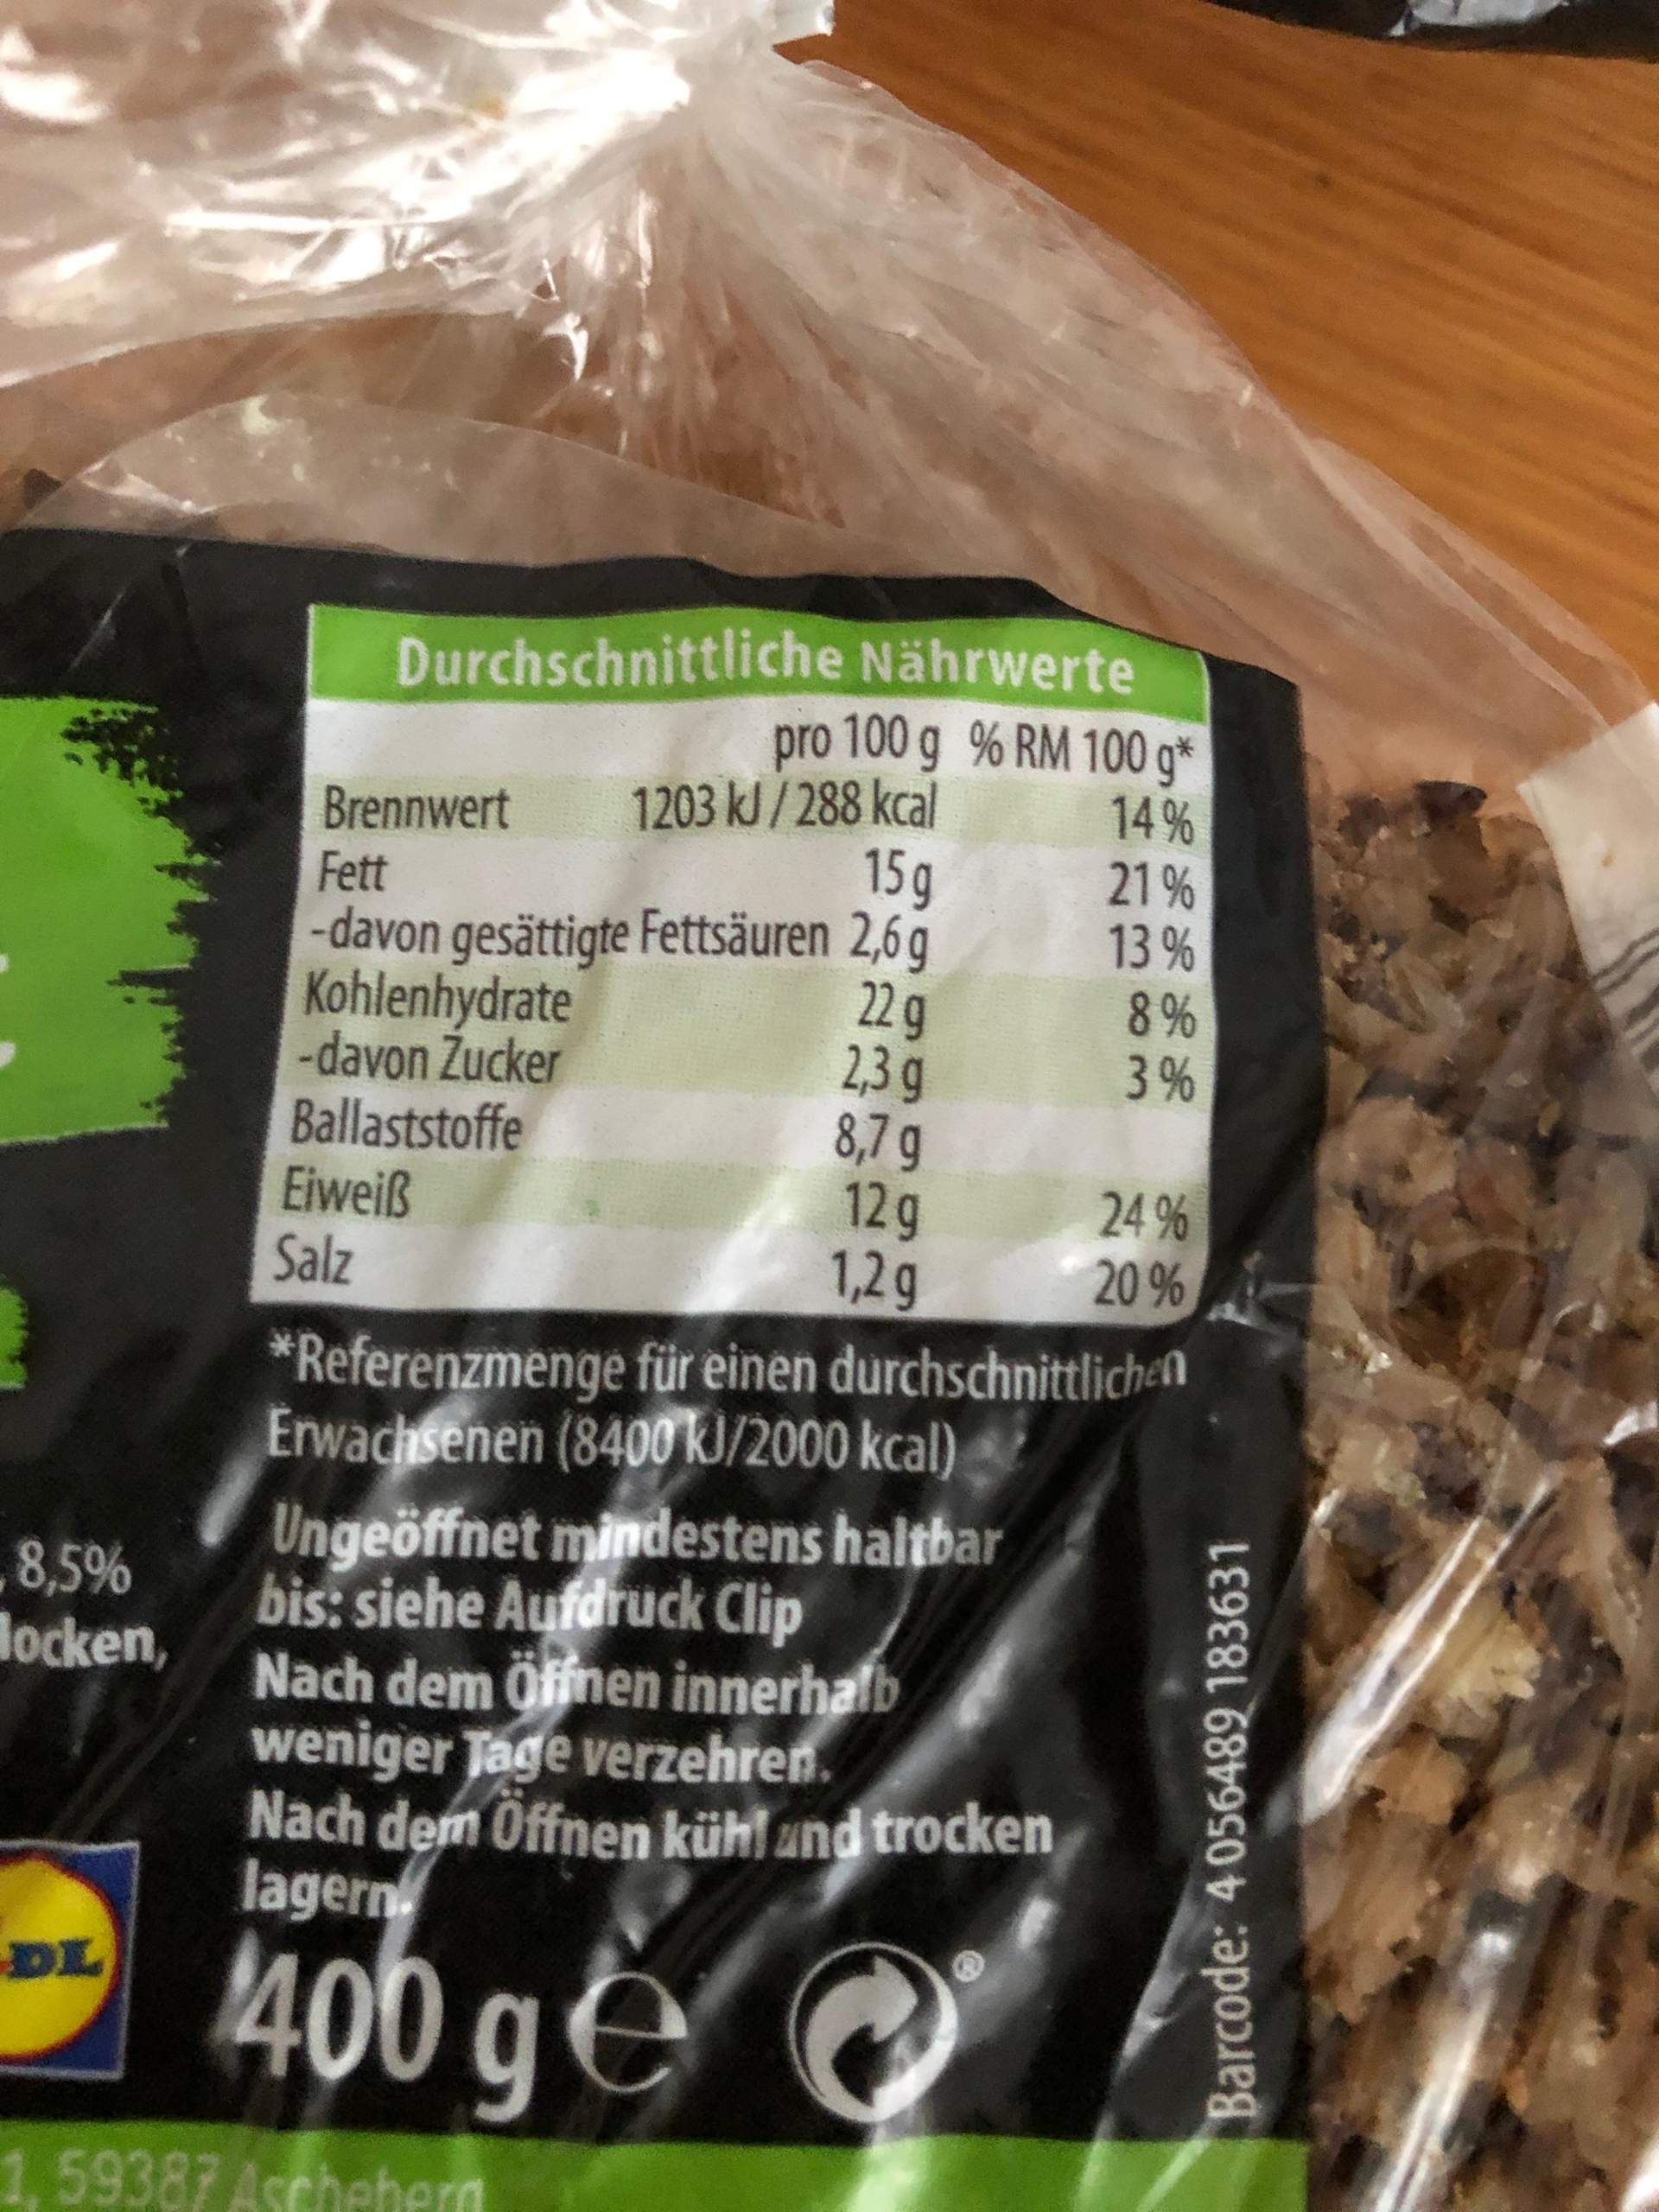 Durchschnittliche Nährwerte
pro 100 g % RM 100 g*
Brennwert 1203 kJ / 288 kcal 14 %
Fett 15 g 21 %
-davon gesättigte Fettsäuren 2,6 g 13 %
Kohlenhydrate 22 g 8 %
-davon Zucker 2,3 g 3 %
Ballaststoffe 8,7 g
Eiweiß 12 g 24 %
Salz 1,2 g 20 %
*Referenzmenge für einen durchschnittlichen
Erwachsenen (8400 kJ/2000 kcal)
Ungeöffnet mindestens haltbar
bis: siehe Aufdruck Clip
Nach dem Öffnen innerhalb
weniger Tage verzehren.
Nach dem Öffnen kühl und trocken
lagern.
400 g e
®
Barcode: 4 056489 183631
, 8,5%
locken,
DL
1, 59387 Ascheberg